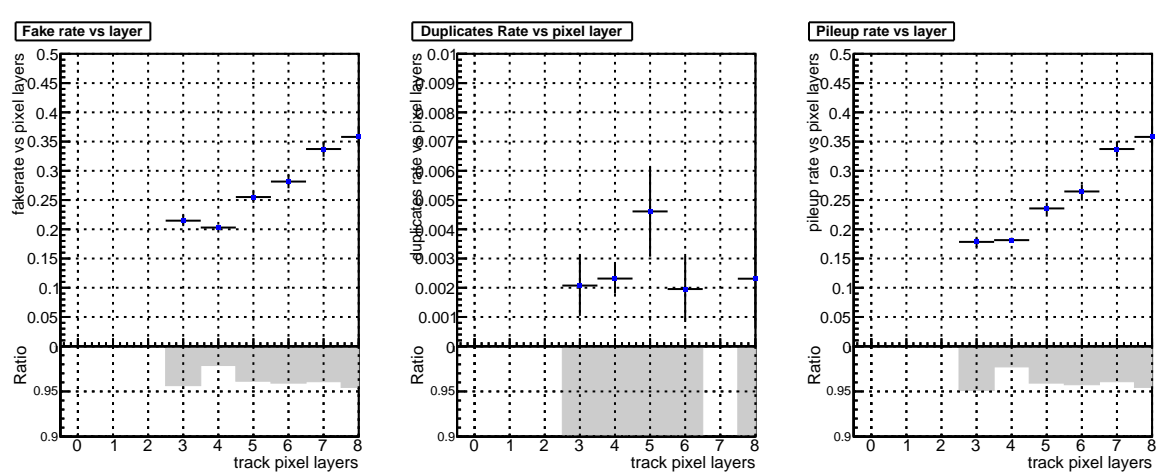 Fake rate vs layer
fakerate vs pixel layers
0.5
0.45
0.4
0.35
0.3
0.25
0.2
0.15
0.1
0.05
0
Ratio
0.95
0.9
0 1 2 3 4 5 6 7 8
track pixel layers
Duplicates Rate vs pixel layer
duplicates rate vs pixel layers
0.01
0.009
0.008
0.007
0.006
0.005
0.004
0.003
0.002
0.001
0
Ratio
0.95
0.9
0 1 2 3 4 5 6 7 8
track pixel layers
Pileup rate vs layer
pileup rate vs pixel layers
0.5
0.45
0.4
0.35
0.3
0.25
0.2
0.15
0.1
0.05
0
Ratio
0.95
0.9
0 1 2 3 4 5 6 7 8
track pixel layers